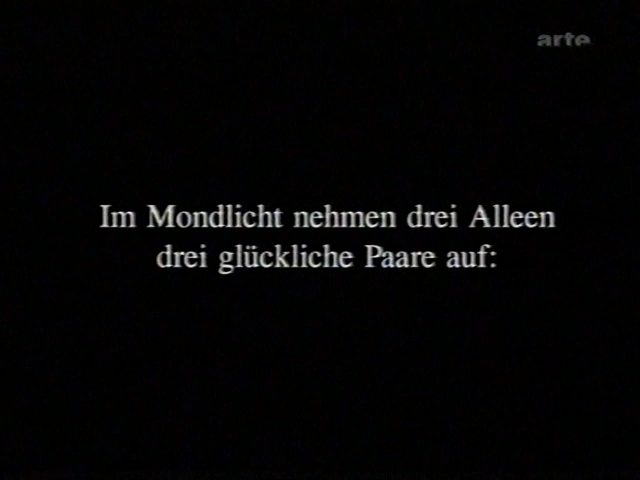 arte
Im Mondlicht nehmen drei Alleen
drei glückliche Paare auf: